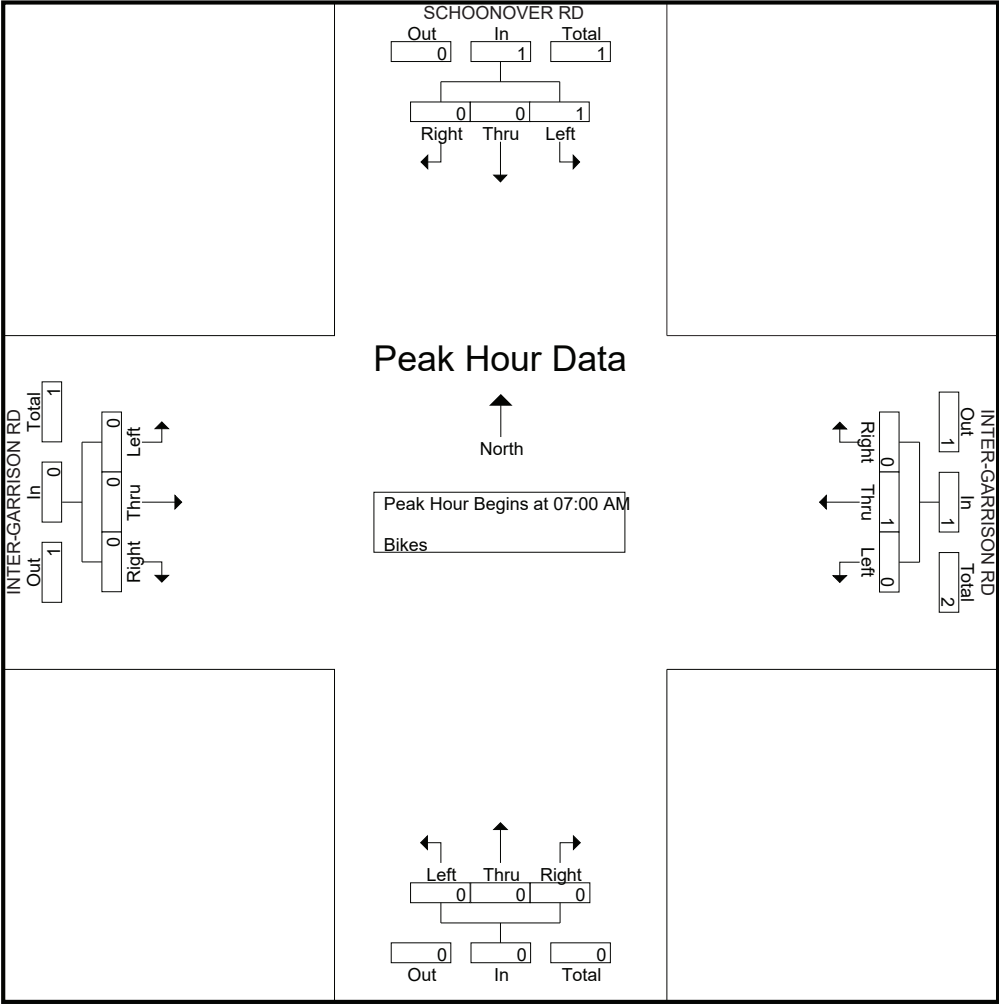 SCHOONOVER RD
Out In Total
0 1 1
0 0 1
Right Thru Left
Peak Hour Data
North
Peak Hour Begins at 07:00 AM
Bikes
INTER-GARRISON RD
Total In Out
1 0 1
0 0 0
Left Thru Right
INTER-GARRISON RD
Out In Total
1 1 2
0 1 0
Right Thru Left
Left Thru Right
0 0 0
0 0 0
Out In Total